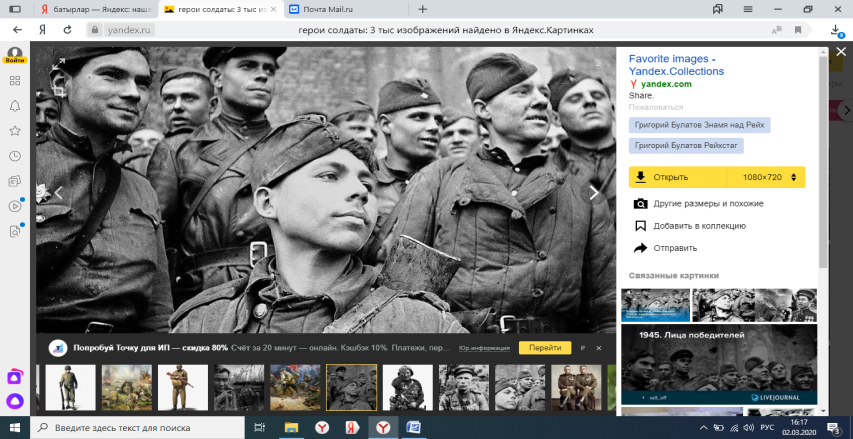 батырлар — Яндекс: наш
герои солдаты: 3 тыс из
Почта Mail.ru
yandex.ru
герои солдаты: 3 тыс изображений найдено в Яндекс.Картинках
Войти
Favorite images -
Yandex.Collections
yandex.com
Share.
Пожаловаться
Григорий Булатов Знамя над Рейх
Григорий Булатов Рейхстаг
Открыть
1080×720
Другие размеры и похожие
Добавить в коллекцию
Отправить
Связанные картинки
1945. Лица победителей
LIVEJOURNAL
Попробуй Точку для ИП — скидка 80% Счёт за 20 минут — онлайн. Кэшбэк 10%. Платежи, пер...
Юр.информация
Перейти
Введите здесь текст для поиска
РУС
16:17
02.03.2020
3